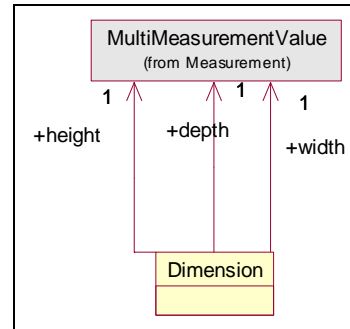 MultiMeasurementValue
(from Measurement)
1
1
1
+height
+depth
+width
Dimension